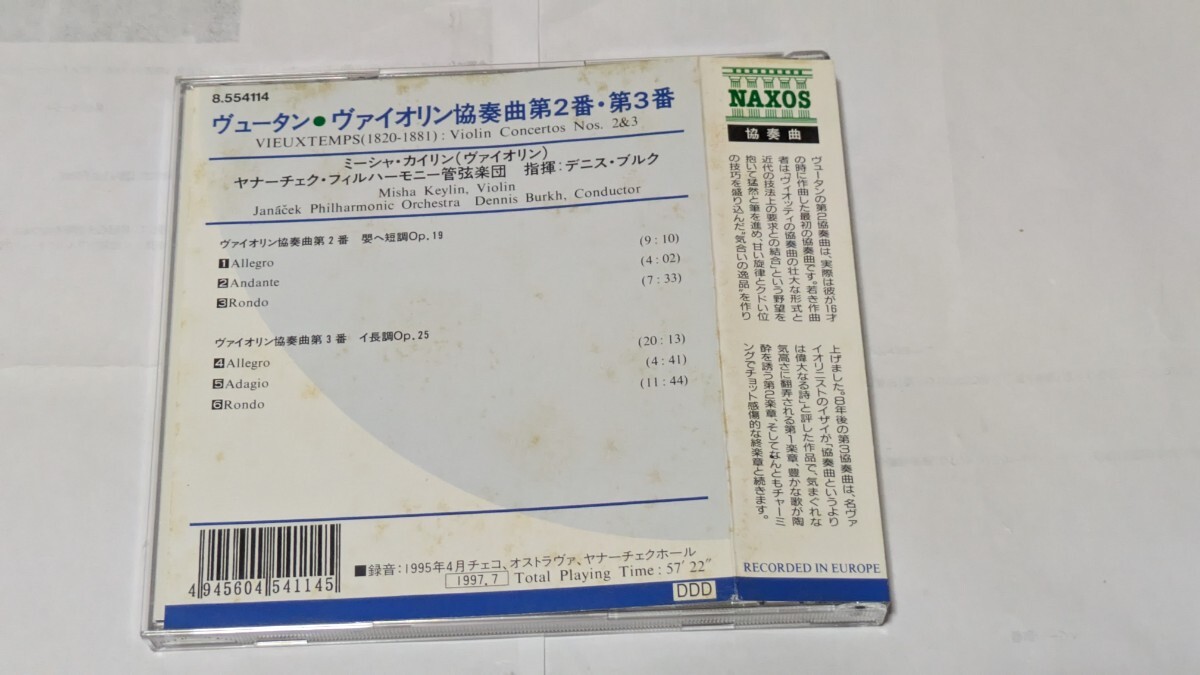 8.554114
ヴュータン●ヴァイオリン協奏曲第2番・第3番
VIEUXTEMPS(1820-1881) : Violin Concertos Nos. 2&3
ミーシャ・カイリン(ヴァイオリン)
ヤナーチェク・フィルハーモニー管弦楽団 指揮:デニス・ブルク
Misha Keylin, Violin
Janáček Philharmonic Orchestra Dennis Burkh, Conductor
ヴァイオリン協奏曲第2番 嬰ヘ短調Op.19 (9 : 10)
1 Allegro (4 : 02)
2 Andante (7 : 33)
3 Rondo
ヴァイオリン協奏曲第3番 イ長調Op.25 (20 : 13)
4 Allegro (4 : 41)
5 Adagio (11 : 44)
6 Rondo
■録音:1995年4月チェコ、オストラヴァ、ヤナーチェクホール
1997.7 Total Playing Time : 57′22″
DDD
4 945604 541145
NAXOS
協奏曲
ヴュータンの第2協奏曲は、実際は彼が16才
の時に作曲した最初の協奏曲です。若き作曲
者は「ヴィオッティの協奏曲の壮大な形式と
近代の技法上の要求との結合」という野望を
抱いて猛然と筆を進め、甘い旋律とクドい位
の技巧を盛り込んだ“気合いの逸品”を作り
上げました。8年後の第3協奏曲は、名ヴァ
イオリニストのイザイが「協奏曲というより
は偉大なる詩」と評した作品で、気まぐれな
気高さに翻弄される第1楽章、豊かな歌が陶
酔を誘う第2楽章、そしてなんともチャーミ
ングでチョット感傷的な終楽章と続きます。
RECORDED IN EUROPE